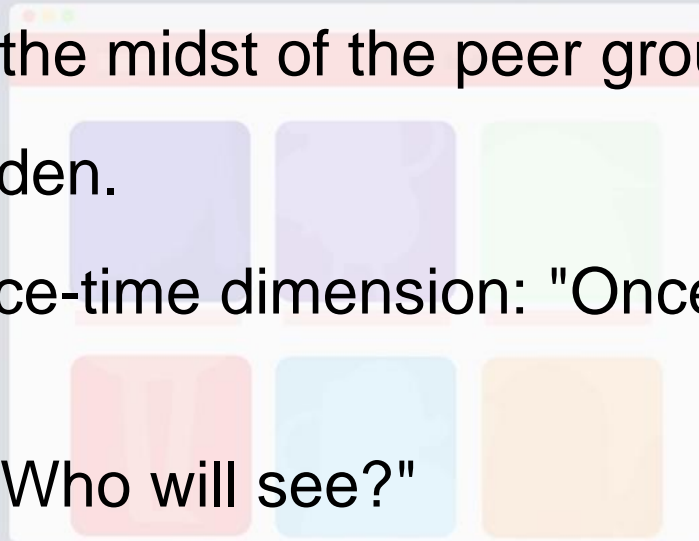 the midst of the peer grou
den.
ce-time dimension: "Once
Who will see?"